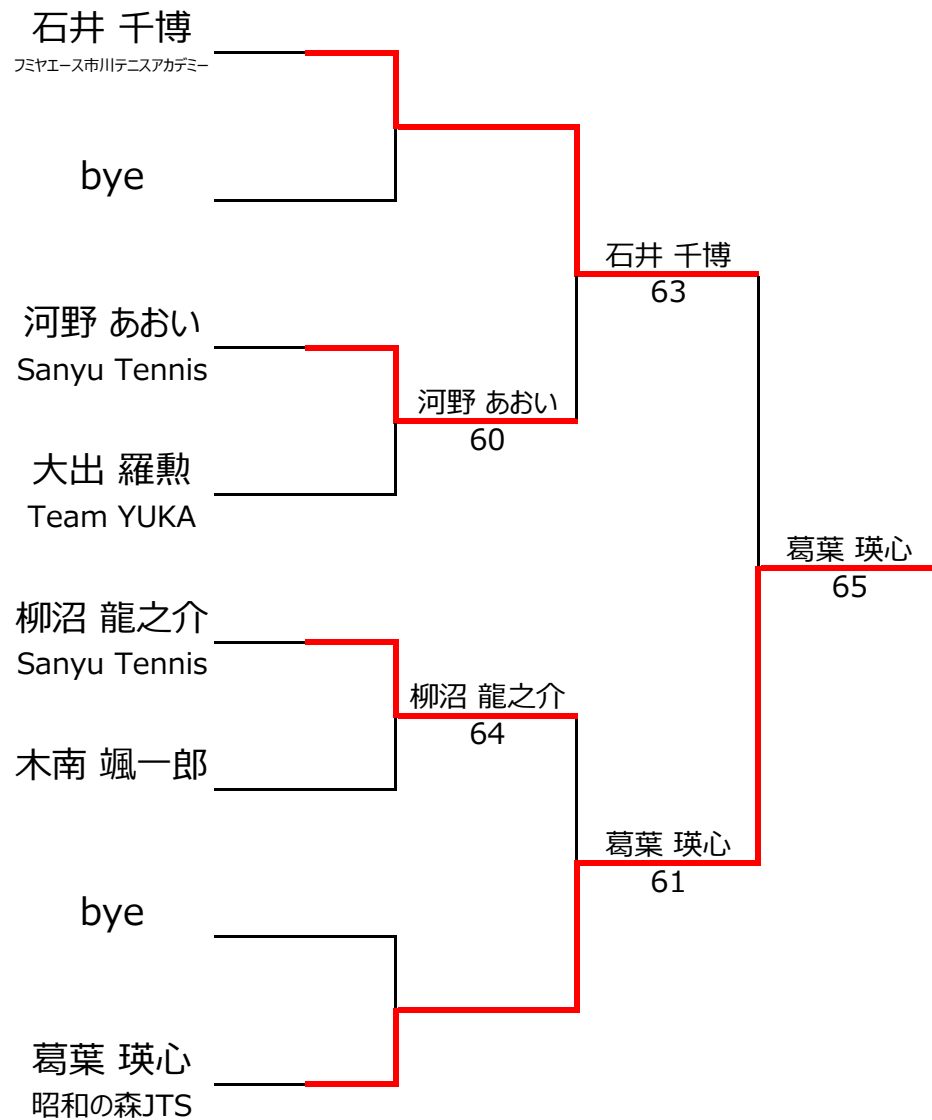 石井 千博
フミヤエース市川テニスアカデミー
bye
石井 千博
63
河野 あおい
Sanyu Tennis
河野 あおい
60
大出 羅勲
Team YUKA
葛葉 瑛心
65
柳沼 龍之介
Sanyu Tennis
柳沼 龍之介
64
木南 颯一郎
葛葉 瑛心
61
bye
葛葉 瑛心
昭和の森JTS